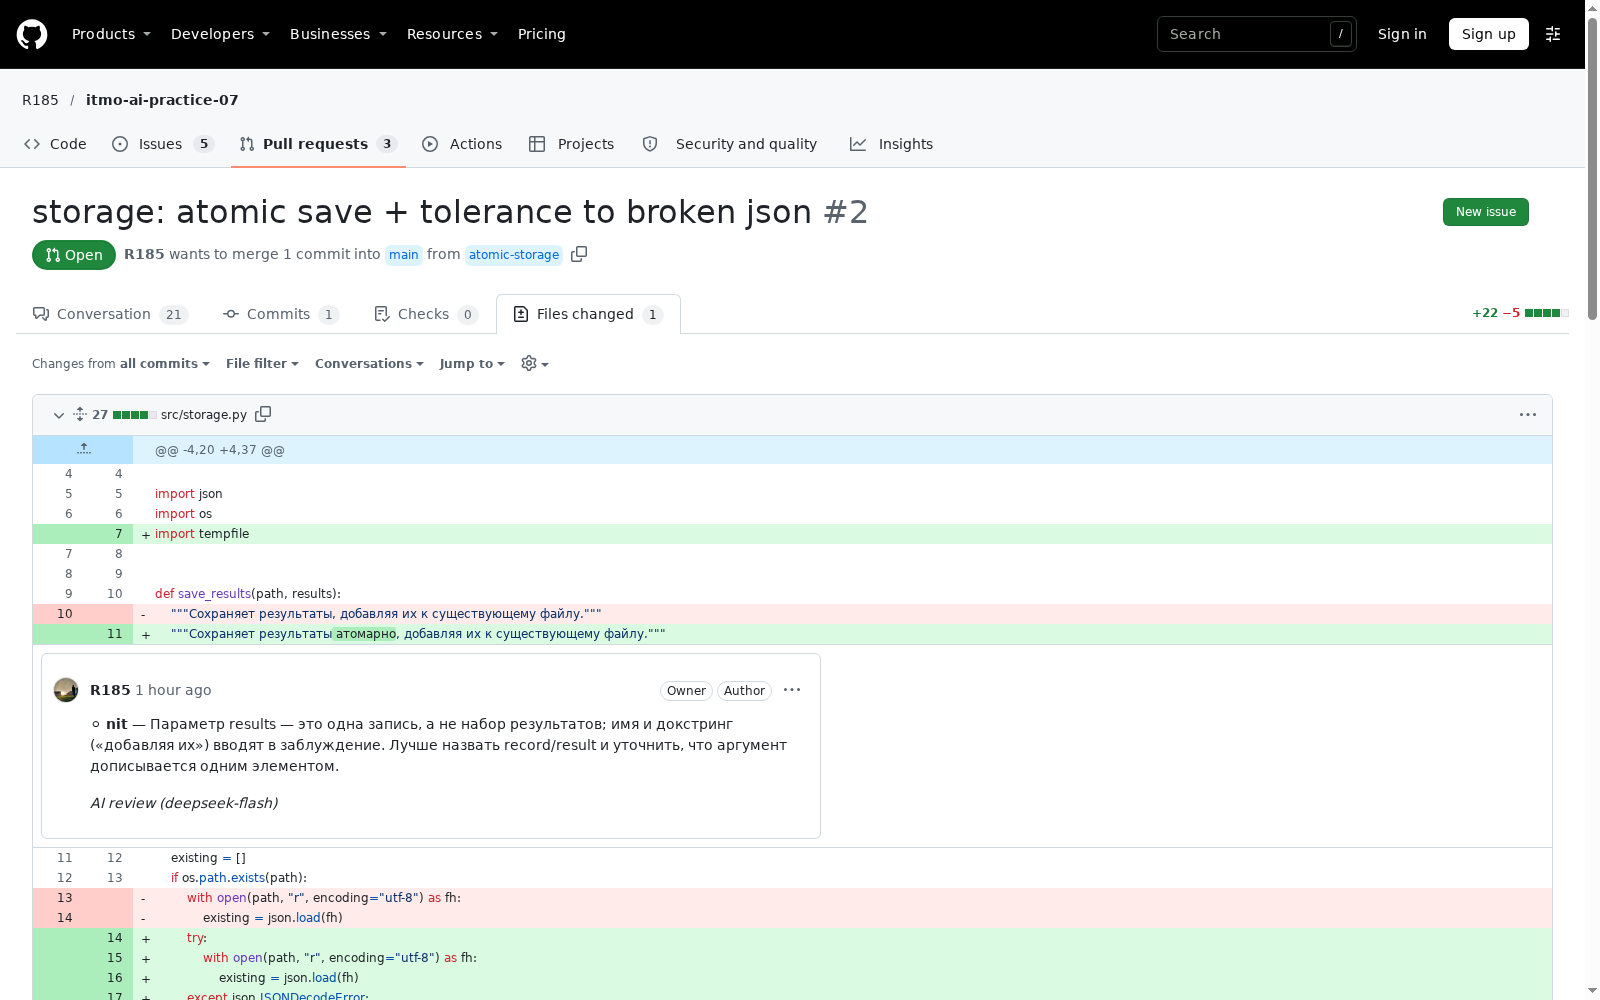 Products Developers Businesses Resources Pricing Search / Sign in Sign up
R185 / itmo-ai-practice-07
Code Issues 5 Pull requests 3 Actions Projects Security and quality Insights
storage: atomic save + tolerance to broken json #2 New issue
Open R185 wants to merge 1 commit into main from atomic-storage
Conversation 21 Commits 1 Checks 0 Files changed 1 +22 −5
Changes from all commits File filter Conversations Jump to
27 src/storage.py
@@ -4,20 +4,37 @@
4 4
5 5 import json
6 6 import os
7 + import tempfile
7 8
8 9
9 10 def save_results(path, results):
10 - """Сохраняет результаты, добавляя их к существующему файлу."""
11 + """Сохраняет результаты атомарно, добавляя их к существующему файлу."""
R185 1 hour ago Owner Author
nit — Параметр results — это одна запись, а не набор результатов; имя и докстринг
(«добавляя их») вводят в заблуждение. Лучше назвать record/result и уточнить, что аргумент
дописывается одним элементом.
AI review (deepseek-flash)
11 12 existing = []
12 13 if os.path.exists(path):
13 - with open(path, "r", encoding="utf-8") as fh:
14 - existing = json.load(fh)
14 + try:
15 + with open(path, "r", encoding="utf-8") as fh:
16 + existing = json.load(fh)
17 + except json.JSONDecodeError: